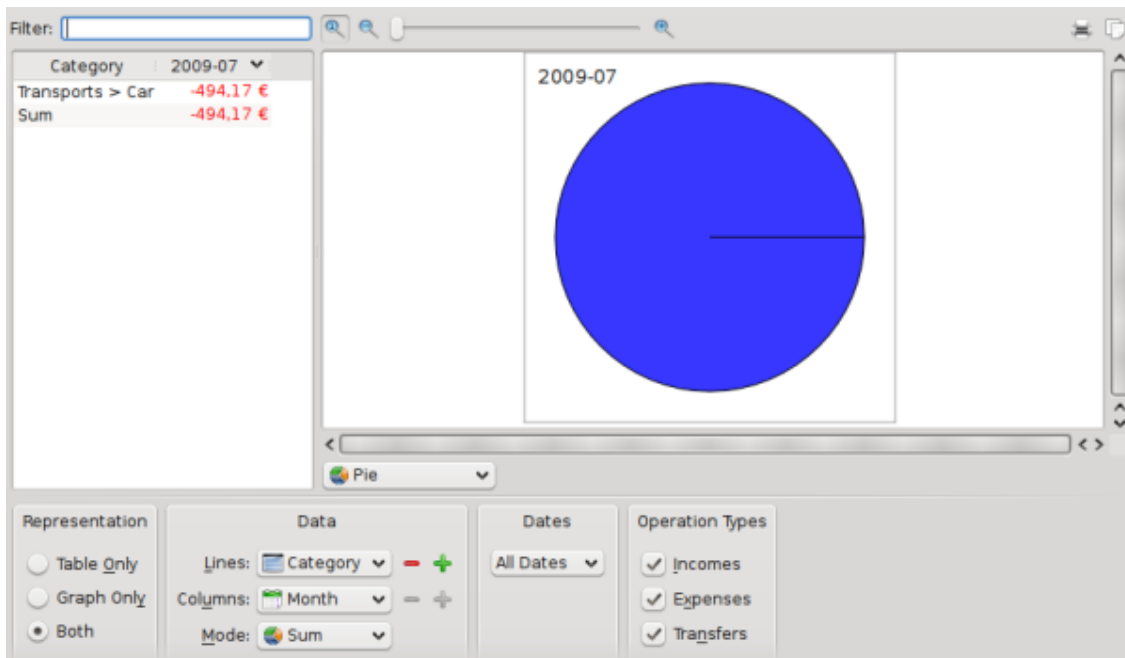 Filter:
Category 2009-07
Transports > Car -494,17 €
Sum -494,17 €
2009-07
Pie
Representation
Table Only
Graph Only
Both
Data
Lines: Category
Columns: Month
Mode: Sum
Dates
All Dates
Operation Types
Incomes
Expenses
Transfers